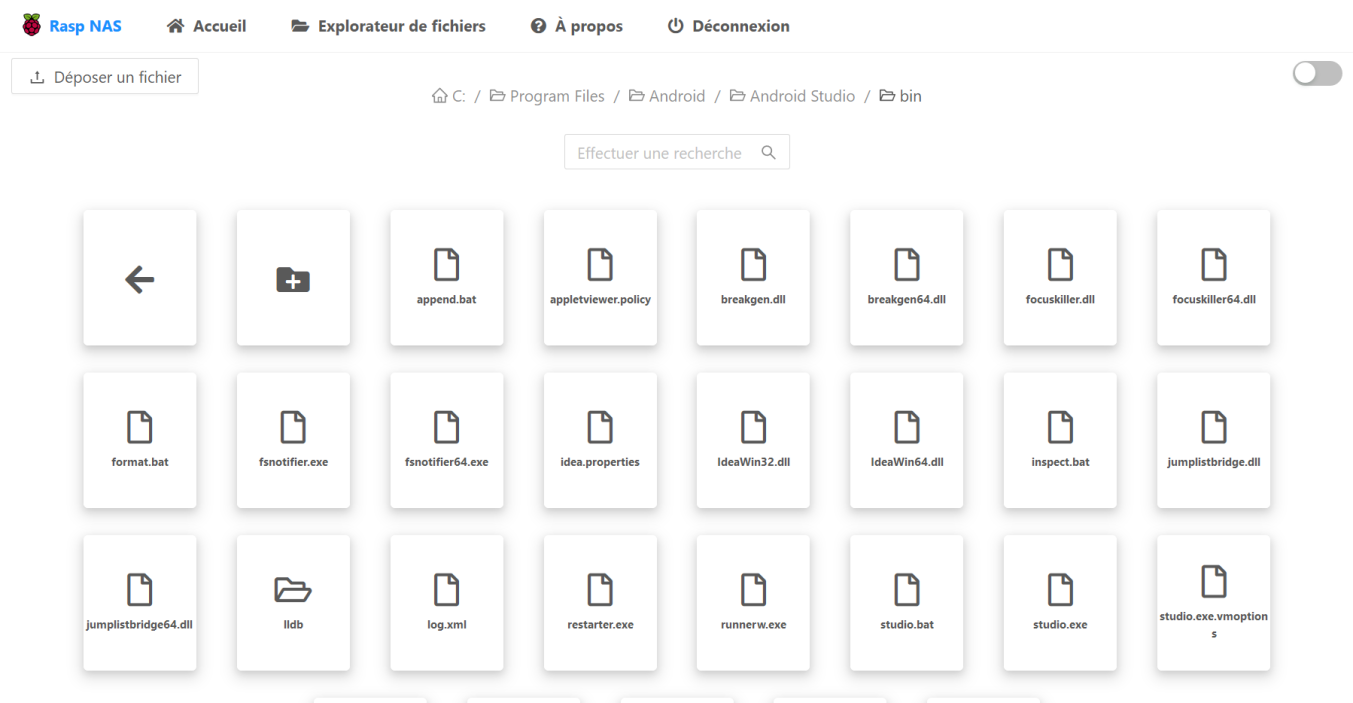 Rasp NAS Accueil Explorateur de fichiers À propos Déconnexion
Déposer un fichier
C: / Program Files / Android / Android Studio / bin
Effectuer une recherche
append.bat appletviewer.policy breakgen.dll breakgen64.dll focuskiller.dll focuskiller64.dll
format.bat fsnotifier.exe fsnotifier64.exe idea.properties IdeaWin32.dll IdeaWin64.dll inspect.bat jumplistbridge.dll
jumplistbridge64.dll lldb log.xml restarter.exe runnerw.exe studio.bat studio.exe studio.exe.vmoption
s